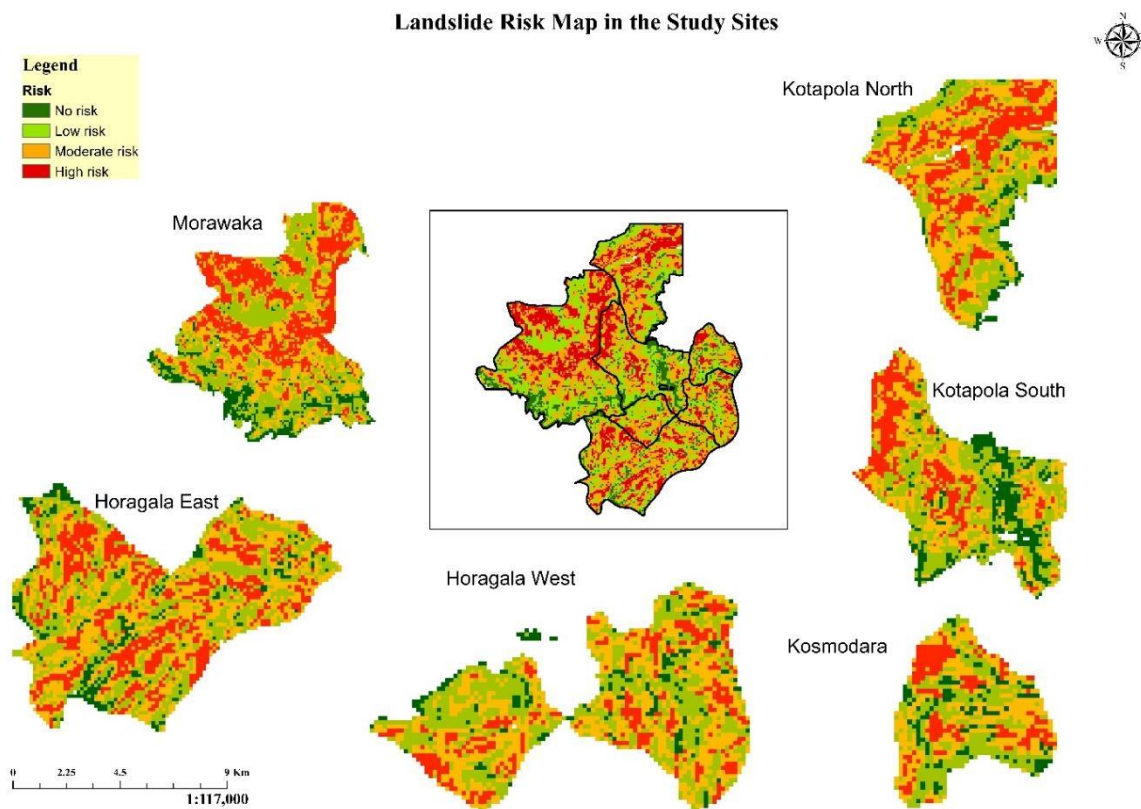 Landslide Risk Map in the Study Sites
N
W
S
Legend
Risk
No risk
Low risk
Moderate risk
High risk
Kotapola North
Morawaka
Kotapola South
Horagala East
Horagala West
Kosmodara
0 2.25 4.5 9 Km
1:117,000